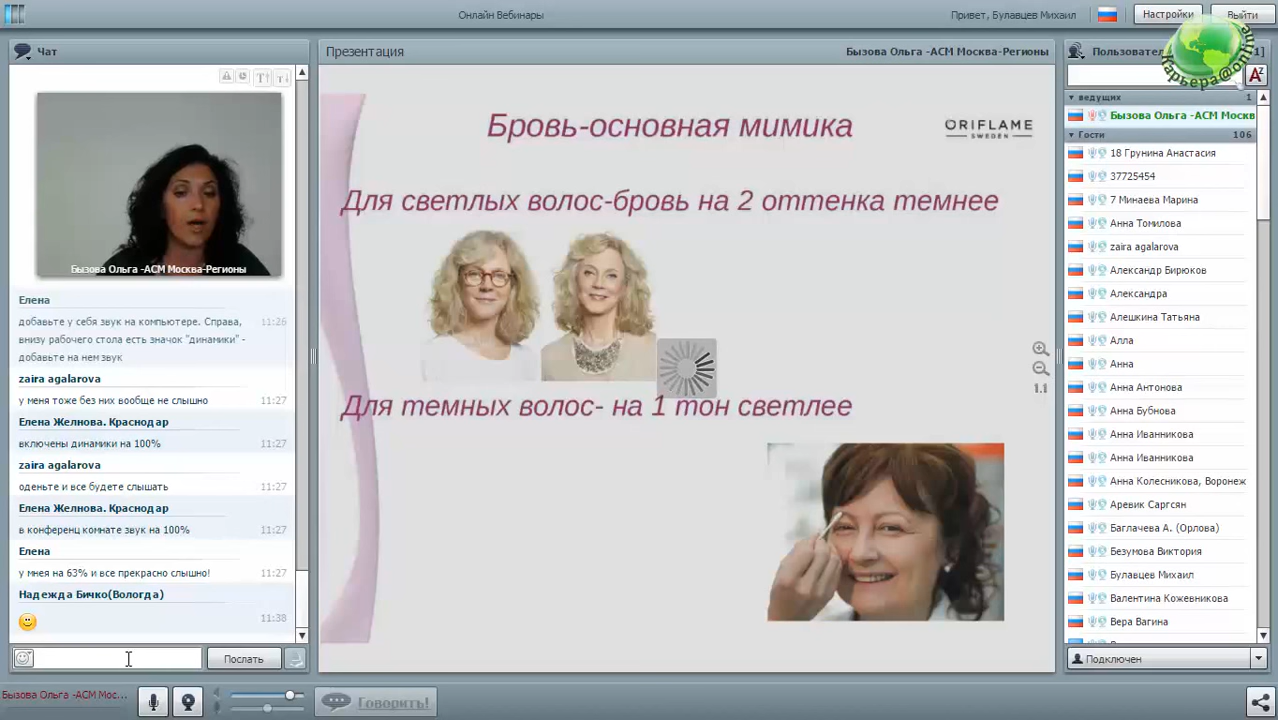 Онлайн Вебинары
Привет, Булавцев Михаил
Настройки
Выйти
Карьера@online
Чат
Бызова Ольга -АСМ Москва-Регионы
Елена
добавьте у себя звук на компьютере. Справа, 11:26
внизу рабочего стола есть значок "динамики" -
добавьте на нем звук
zaira agalarova
у меня тоже без них вообще не слышно 11:27
Елена Желнова. Краснодар
включены динамики на 100% 11:27
zaira agalarova
оденьте и все будете слышать 11:27
Елена Желнова. Краснодар
в конференц комнате звук на 100% 11:27
Елена
у мнея на 63% и все прекрасно слышно! 11:27
Надежда Бичко(Вологда)
11:38
Послать
Презентация
Бызова Ольга -АСМ Москва-Регионы
Бровь-основная мимика
ORIFLAME
SWEDEN
Для светлых волос-бровь на 2 оттенка темнее
Для темных волос- на 1 тон светлее
1:1
ведущих 1
Бызова Ольга -АСМ Москв
Гости 106
18 Грунина Анастасия
37725454
7 Минаева Марина
Анна Томилова
zaira agalarova
Александр Бирюков
Александра
Алешкина Татьяна
Алла
Анна
Анна Антонова
Анна Бубнова
Анна Иванникова
Анна Иванникова
Анна Колесникова, Воронеж
Аревик Саргсян
Баглачева А. (Орлова)
Безумова Виктория
Булавцев Михаил
Валентина Кожевникова
Вера Вагина
Подключен
Бызова Ольга -АСМ Мос...
Говорить!